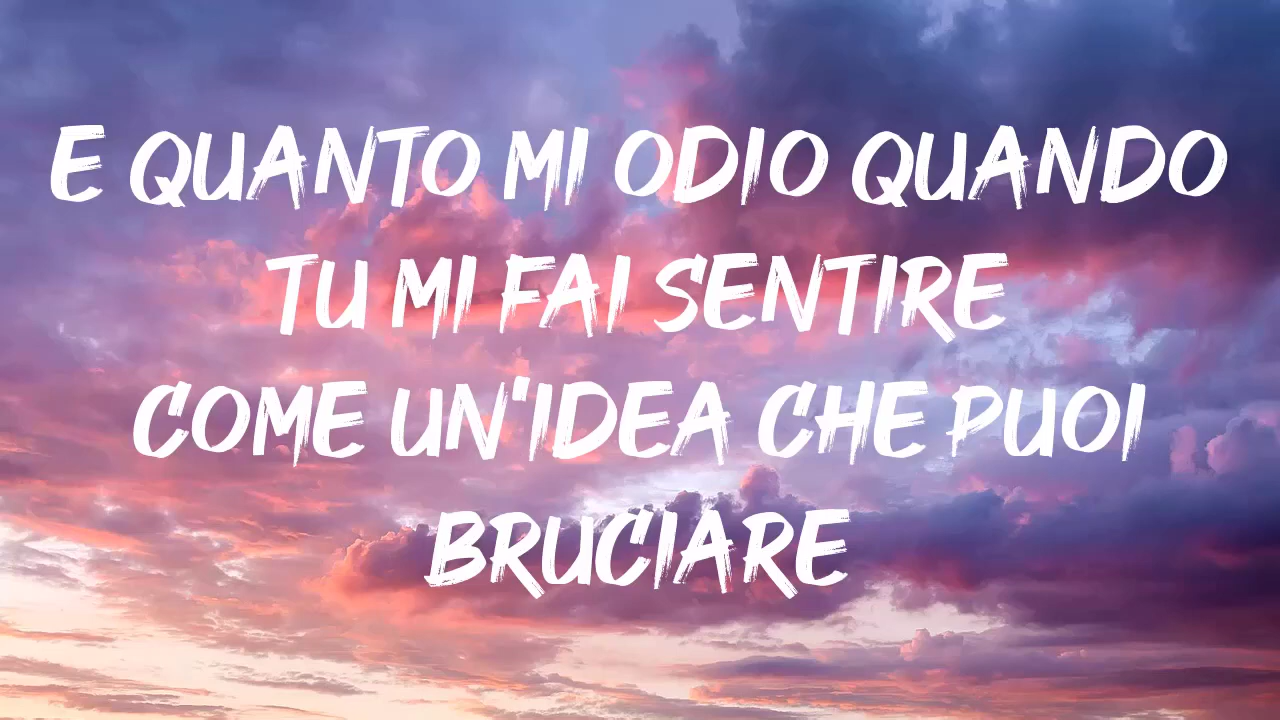 E QUANTO MI ODIO QUANDO
TU MI FAI SENTIRE
COME UN'IDEA CHE PUOI
BRUCIARE